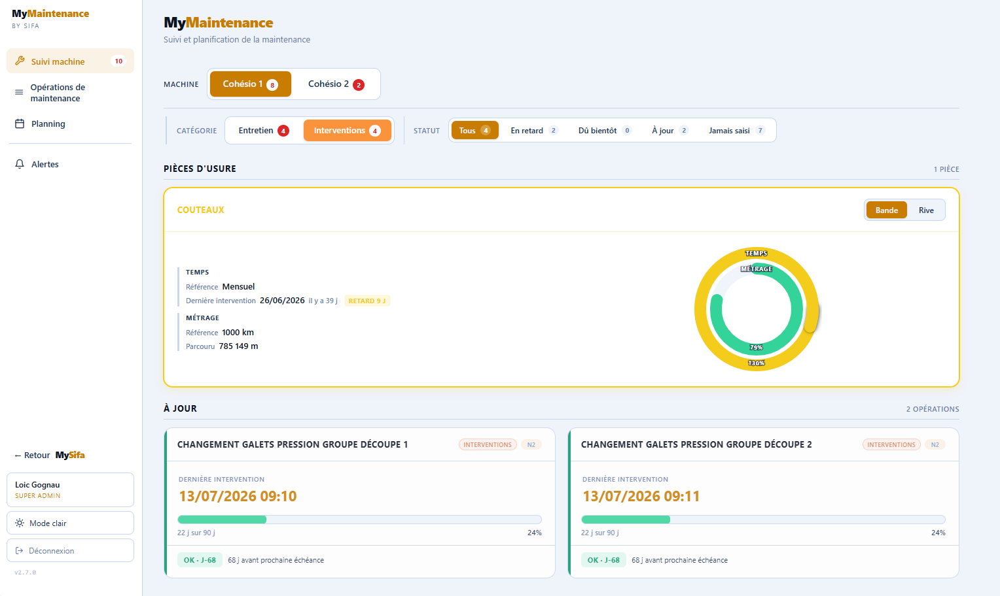 MyMaintenance
BY SIFA
Suivi machine 10
Opérations de
maintenance
Planning
Alertes
← Retour MySifa
Loic Gognau
SUPER ADMIN
Mode clair
Déconnexion
v2.7.0
MyMaintenance
Suivi et planification de la maintenance
MACHINE Cohésio 1 8 Cohésio 2 2
CATÉGORIE Entretien 4 Interventions 4 STATUT Tous 4 En retard 2 Dû bientôt 0 À jour 2 Jamais saisi 7
PIÈCES D'USURE 1 PIÈCE
COUTEAUX Bande Rive
TEMPS
Référence Mensuel
Dernière intervention 26/06/2026 il y a 39 j RETARD 9 J
MÉTRAGE
Référence 1000 km
Parcouru 785 149 m
TEMPS
MÉTRAGE
79%
130%
À JOUR 2 OPÉRATIONS
CHANGEMENT GALETS PRESSION GROUPE DÉCOUPE 1 INTERVENTIONS N2
DERNIÈRE INTERVENTION
13/07/2026 09:10
22 j sur 90 j 24%
OK · J-68 68 j avant prochaine échéance
CHANGEMENT GALETS PRESSION GROUPE DÉCOUPE 2 INTERVENTIONS N2
DERNIÈRE INTERVENTION
13/07/2026 09:11
22 j sur 90 j 24%
OK · J-68 68 j avant prochaine échéance